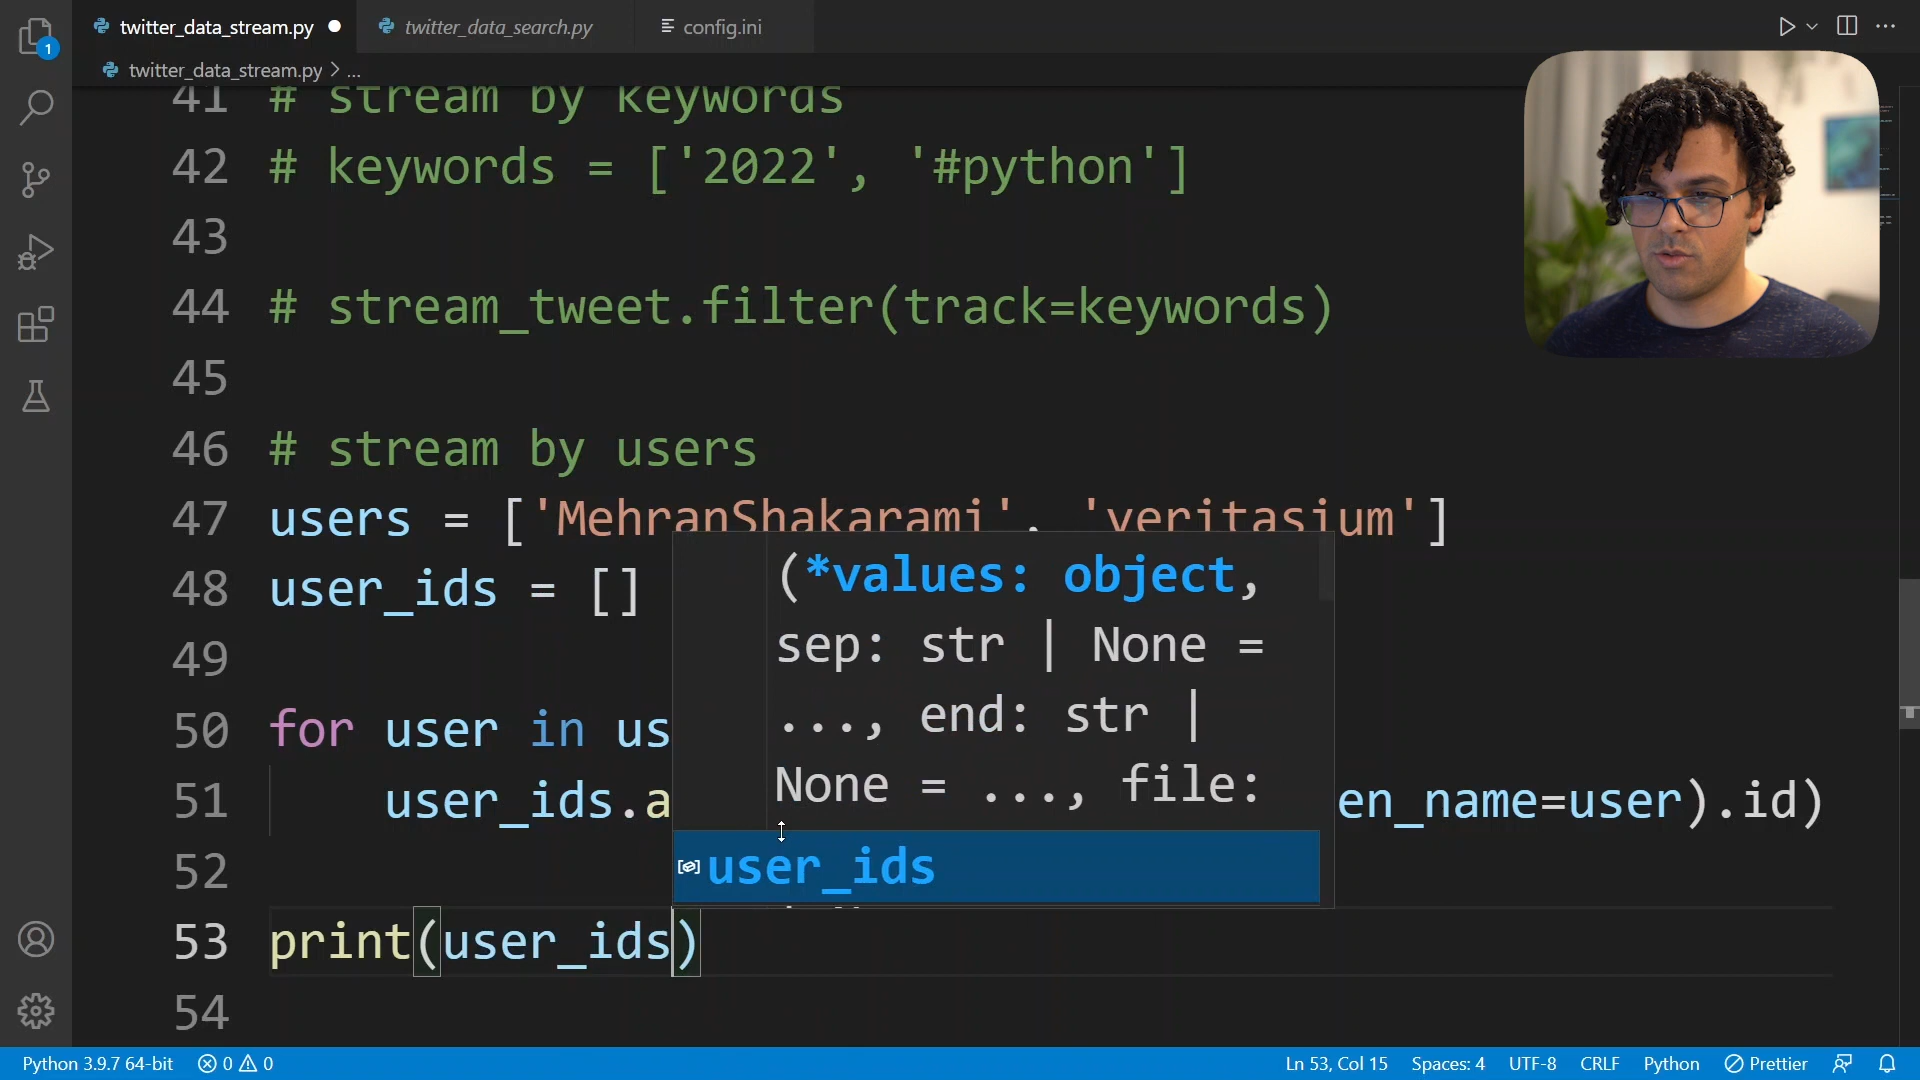 twitter_data_stream.py
twitter_data_search.py
config.ini
twitter_data_stream.py > ...
1
41 # stream by keywords
42 # keywords = ['2022', '#python']
43
44 # stream_tweet.filter(track=keywords)
45
46 # stream by users
47 users = ['MehranShakarami', 'veritasium']
48 user_ids = []
49
50 for user in us
51 user_ids.a en_name=user).id)
52
53 print(user_ids)
54
(*values: object,
sep: str | None =
..., end: str |
None = ..., file:
user_ids
Python 3.9.7 64-bit 0 0 Ln 53, Col 15 Spaces: 4 UTF-8 CRLF Python Prettier